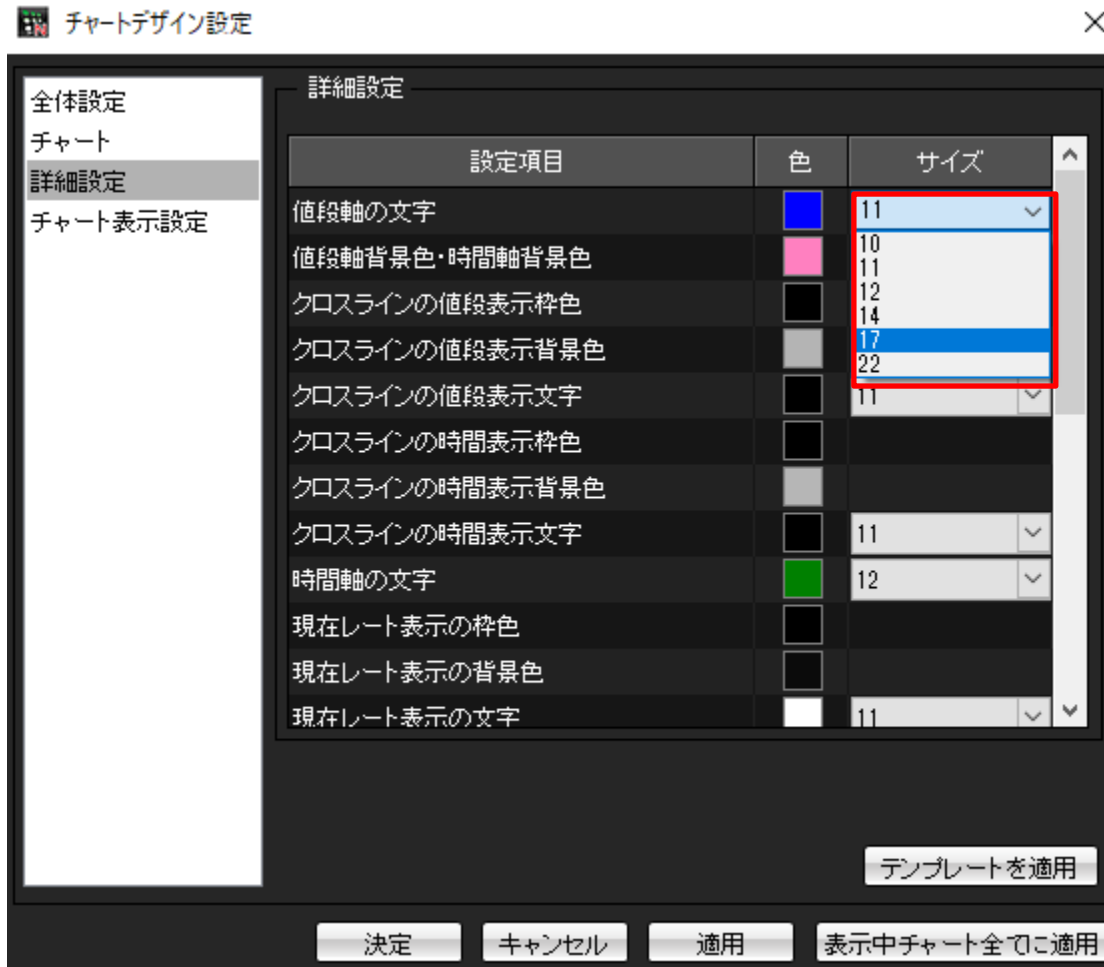 チャートデザイン設定
全体設定
チャート
詳細設定
チャート表示設定
詳細設定
設定項目 色 サイズ
値段軸の文字 11
10
11
12
14
17
22
値段軸背景色・時間軸背景色
クロスラインの値段表示枠色
クロスラインの値段表示背景色
クロスラインの値段表示文字 11
クロスラインの時間表示枠色
クロスラインの時間表示背景色
クロスラインの時間表示文字 11
時間軸の文字 12
現在レート表示の枠色
現在レート表示の背景色
現在レート表示の文字 11
テンプレートを適用
決定 キャンセル 適用 表示中チャート全てに適用